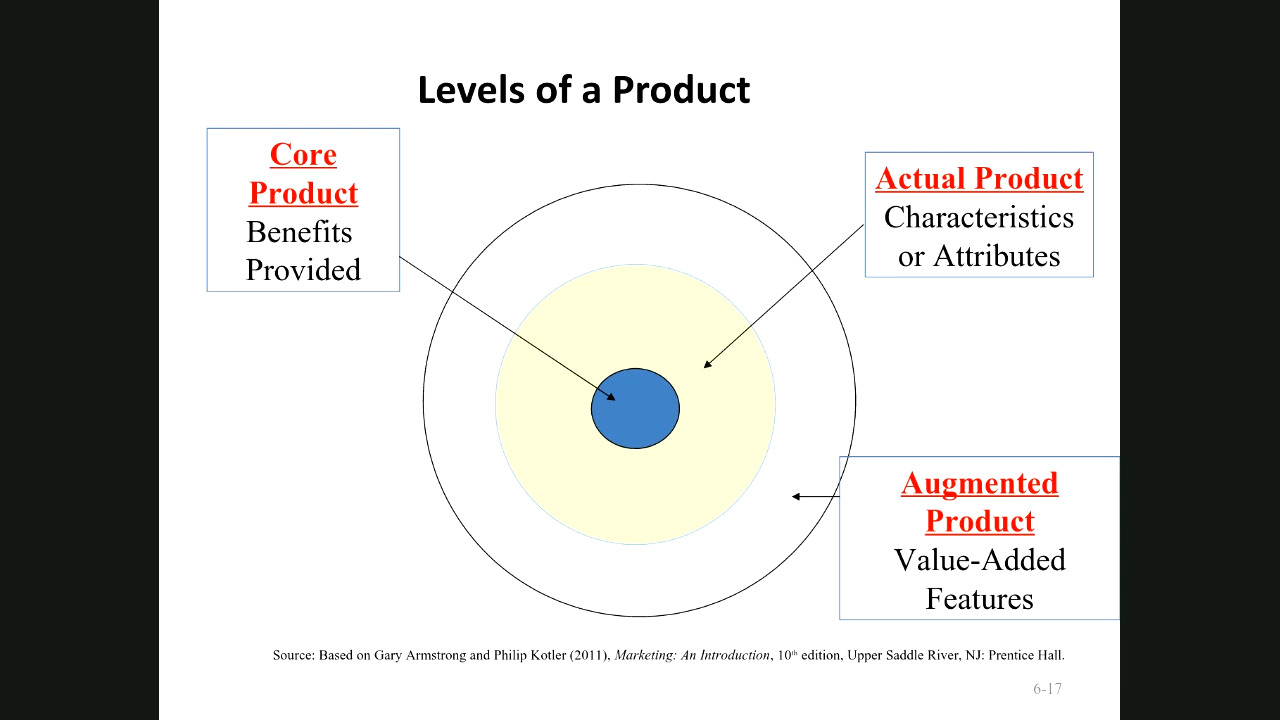 Levels of a Product
Core
Product
Benefits
Provided
Actual Product
Characteristics
or Attributes
Augmented
Product
Value-Added
Features
Source: Based on Gary Armstrong and Philip Kotler (2011), Marketing: An Introduction, 10th edition, Upper Saddle River, NJ: Prentice Hall.
6-17